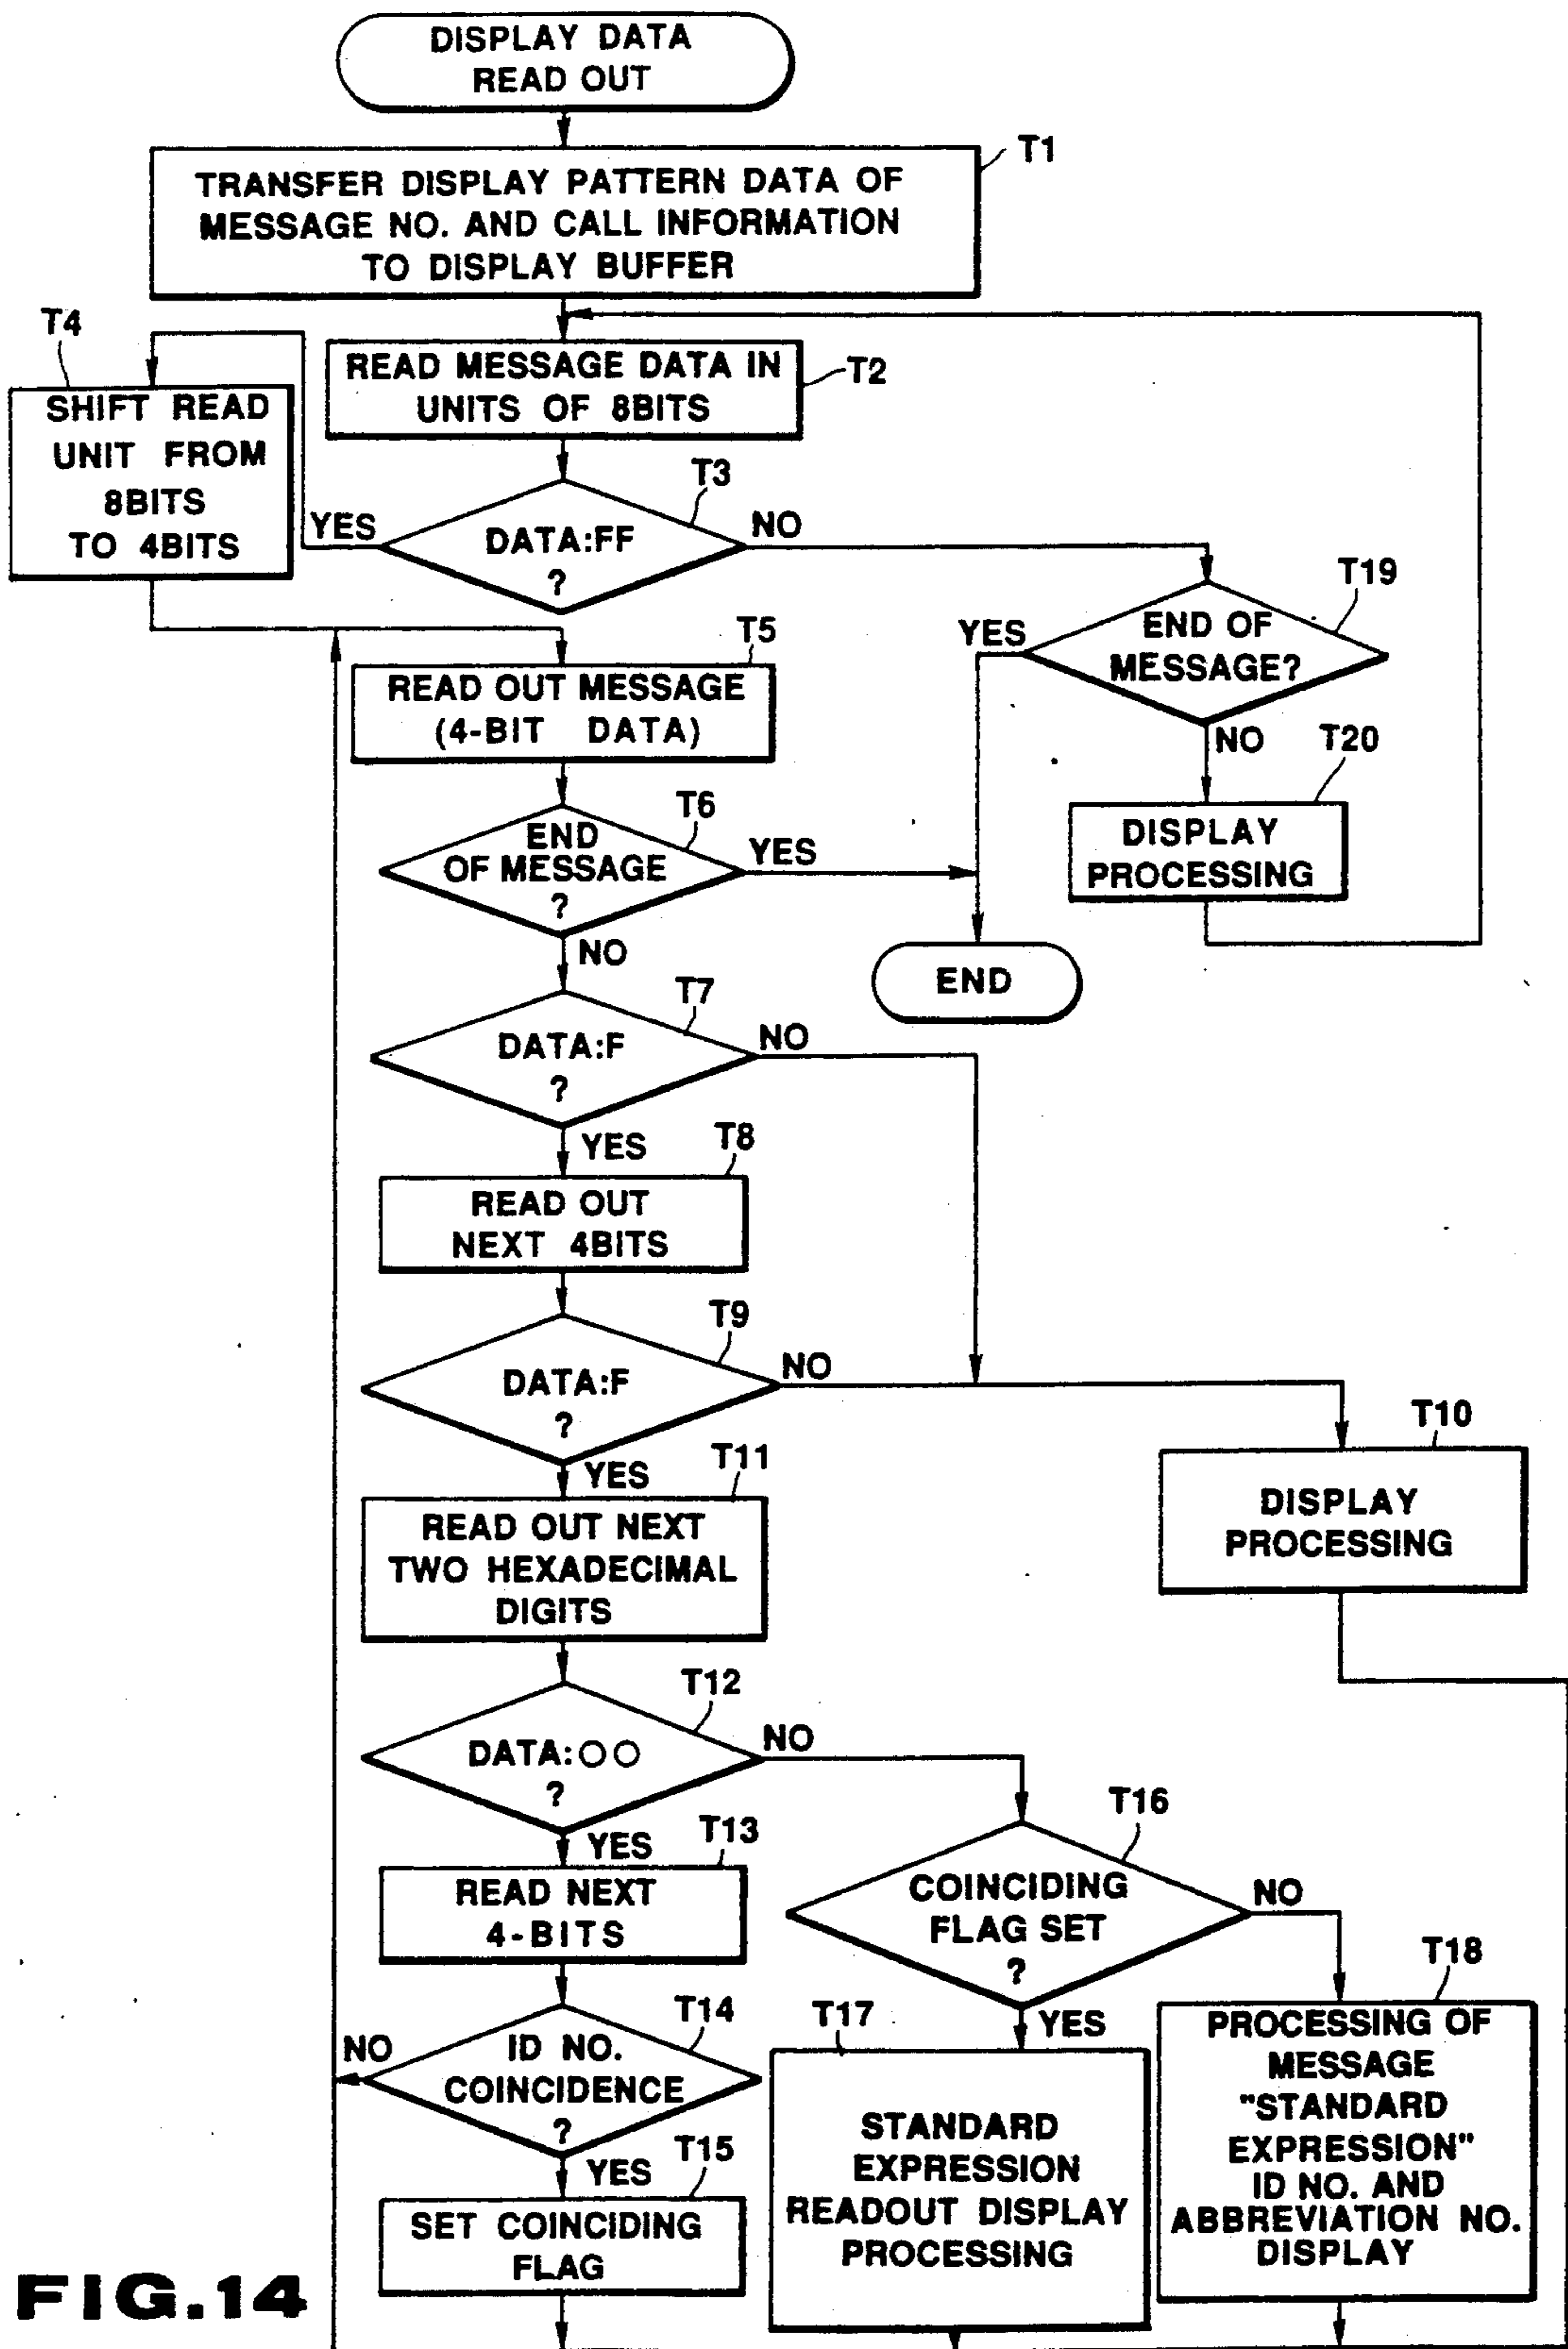 DISPLAY DATA
READ OUT
T1
TRANSFER DISPLAY PATTERN DATA OF
MESSAGE NO. AND CALL INFORMATION
TO DISPLAY BUFFER
T4
SHIFT READ
UNIT FROM
8BITS
TO 4BITS
READ MESSAGE DATA IN
UNITS OF 8BITS
T2
T3
YES
DATA:FF
?
NO
T19
YES
END OF
MESSAGE?
NO
T20
DISPLAY
PROCESSING
T5
READ OUT MESSAGE
(4-BIT DATA)
T6
END
OF MESSAGE
?
YES
NO
END
T7
DATA:F
?
NO
YES
T8
READ OUT
NEXT 4BITS
T9
DATA:F
?
NO
YES
T10
DISPLAY
PROCESSING
T11
READ OUT NEXT
TWO HEXADECIMAL
DIGITS
T12
DATA:○○
?
NO
YES
T13
READ NEXT
4-BITS
T16
COINCIDING
FLAG SET
?
NO
YES
T14
NO
ID NO.
COINCIDENCE
?
YES
T15
SET COINCIDING
FLAG
T17
STANDARD
EXPRESSION
READOUT DISPLAY
PROCESSING
T18
PROCESSING OF
MESSAGE
"STANDARD
EXPRESSION"
ID NO. AND
ABBREVIATION NO.
DISPLAY
FIG.14